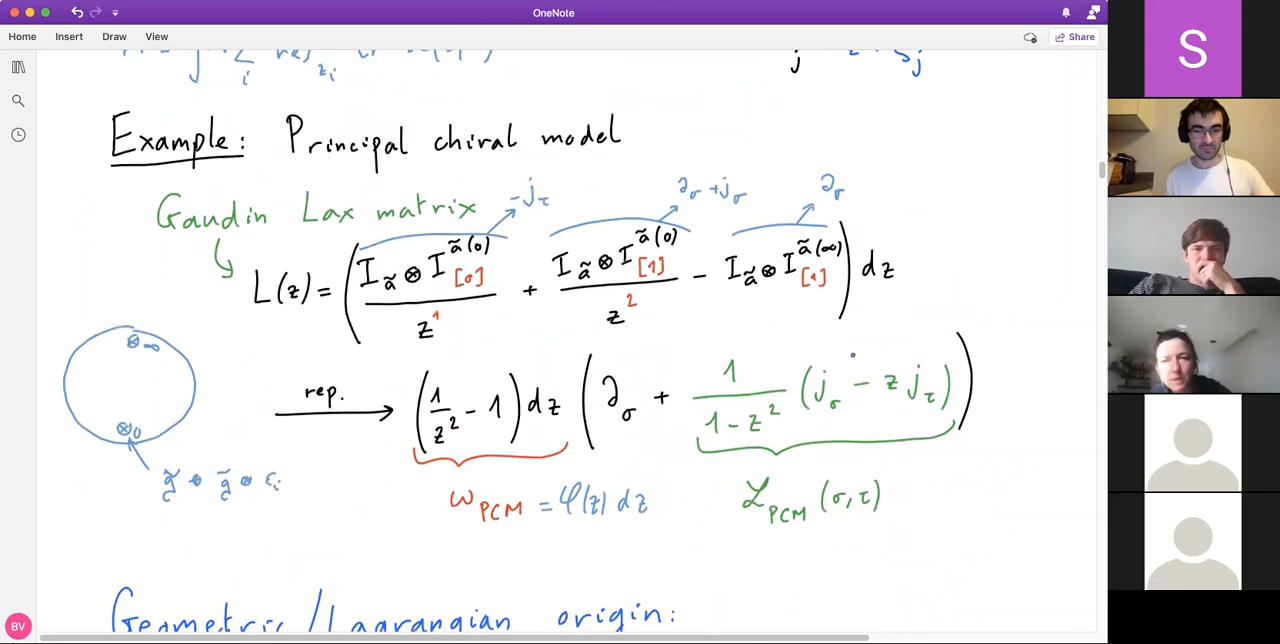 OneNote
Home Insert Draw View Share
Example: Principal chiral model
Gaudin Lax matrix
-j_τ ∂_σ + j_σ ∂_σ
L(z) = ( I_ã ⊗ I^ã(0)_[0] / z^1 + I_ã ⊗ I^ã(0)_[1] / z^2 - I_ã ⊗ I^ã(∞)_[1] ) dz
⊗ ∞
rep. → (1/z^2 - 1) dz ( ∂_σ + 1/(1-z^2) (j_σ - z j_τ) )
⊗ 0
ω_PCM = φ(z) dz ℒ_PCM (σ, τ)
Geometric/Lagrangian origin:
BV
S